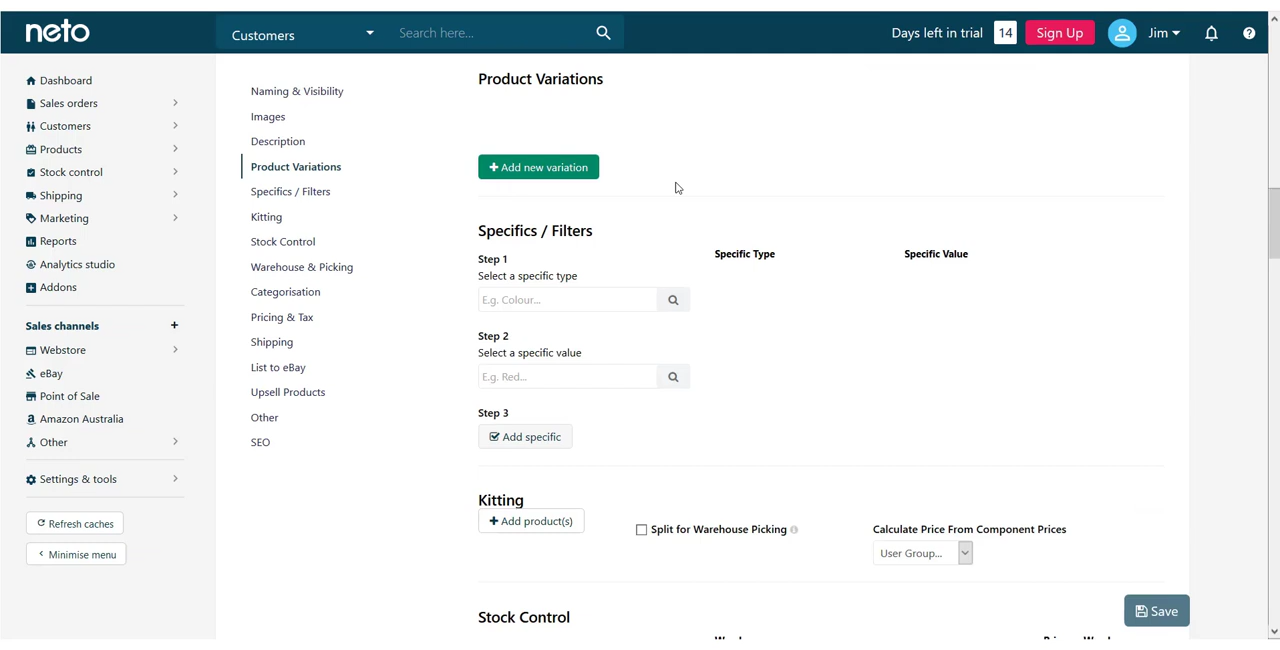 neto
Customers
Search here...
Days left in trial 14 Sign Up Jim
Dashboard
Sales orders
Customers
Products
Stock control
Shipping
Marketing
Reports
Analytics studio
Addons
Sales channels +
Webstore
eBay
Point of Sale
Amazon Australia
Other
Settings & tools
Refresh caches
Minimise menu
Naming & Visibility
Images
Description
Product Variations
Specifics / Filters
Kitting
Stock Control
Warehouse & Picking
Categorisation
Pricing & Tax
Shipping
List to eBay
Upsell Products
Other
SEO
Product Variations
+ Add new variation
Specifics / Filters
Step 1
Select a specific type
E.g. Colour...
Step 2
Select a specific value
E.g. Red...
Step 3
Add specific
Specific Type Specific Value
Kitting
+ Add product(s)
Split for Warehouse Picking
Calculate Price From Component Prices
User Group...
Stock Control
Save